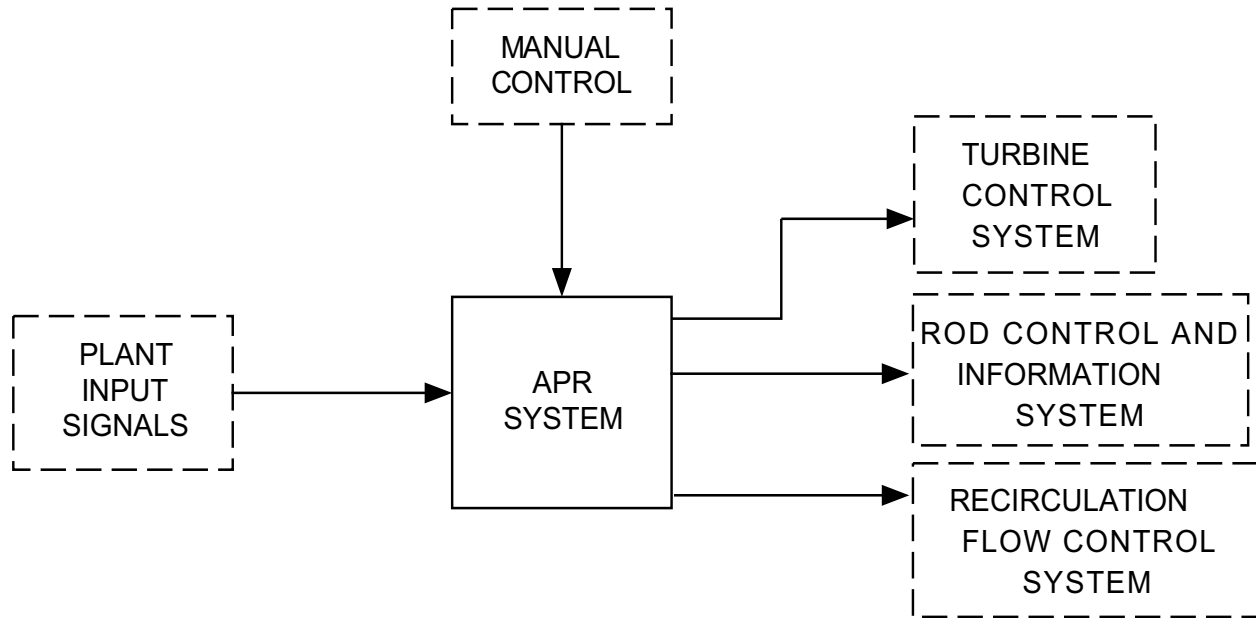 MANUAL
CONTROL
TURBINE
CONTROL
SYSTEM
PLANT
INPUT
SIGNALS
APR
SYSTEM
ROD CONTROL AND
INFORMATION
SYSTEM
RECIRCULATION
FLOW CONTROL
SYSTEM